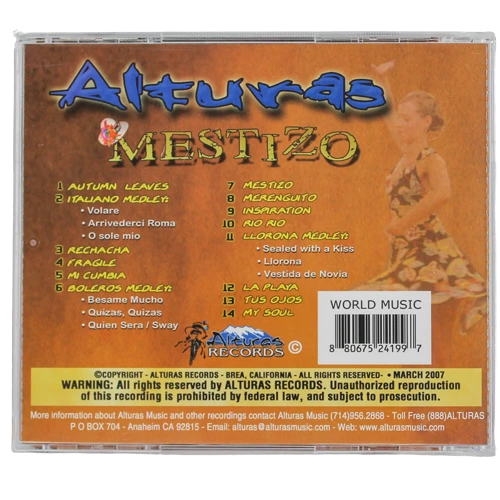 Alturas
MESTIZO
1 AUTUMN LEAVES
2 ITALIANO MEDLEY:
• Volare
• Arrivederci Roma
• O sole mio
3 RECHACHA
4 FRAGILE
5 MI CUMBIA
6 BOLEROS MEDLEY:
• Besame Mucho
• Quizas, Quizas
• Quien Sera / Sway
7 MESTIZO
8 MERENGUITO
9 INSPIRATION
10 RIO RIO
11 LLORONA MEDLEY:
• Sealed with a Kiss
• Llorona
• Vestida de Novia
12 LA PLAYA
13 TUS OJOS
14 MY SOUL
WORLD MUSIC
8 80675 24199 7
Alturas
RECORDS ©
©COPYRIGHT - ALTURAS RECORDS - BREA, CALIFORNIA - ALL RIGHTS RESERVED- • MARCH 2007
WARNING: All rights reserved by ALTURAS RECORDS. Unauthorized reproduction
of this recording is prohibited by federal law, and subject to prosecution.
More information about Alturas Music and other recordings contact Alturas Music (714)956.2868 - Toll Free (888)ALTURAS
P O BOX 704 - Anaheim CA 92815 - Email: alturas@alturasmusic.com - Web: www.alturasmusic.com